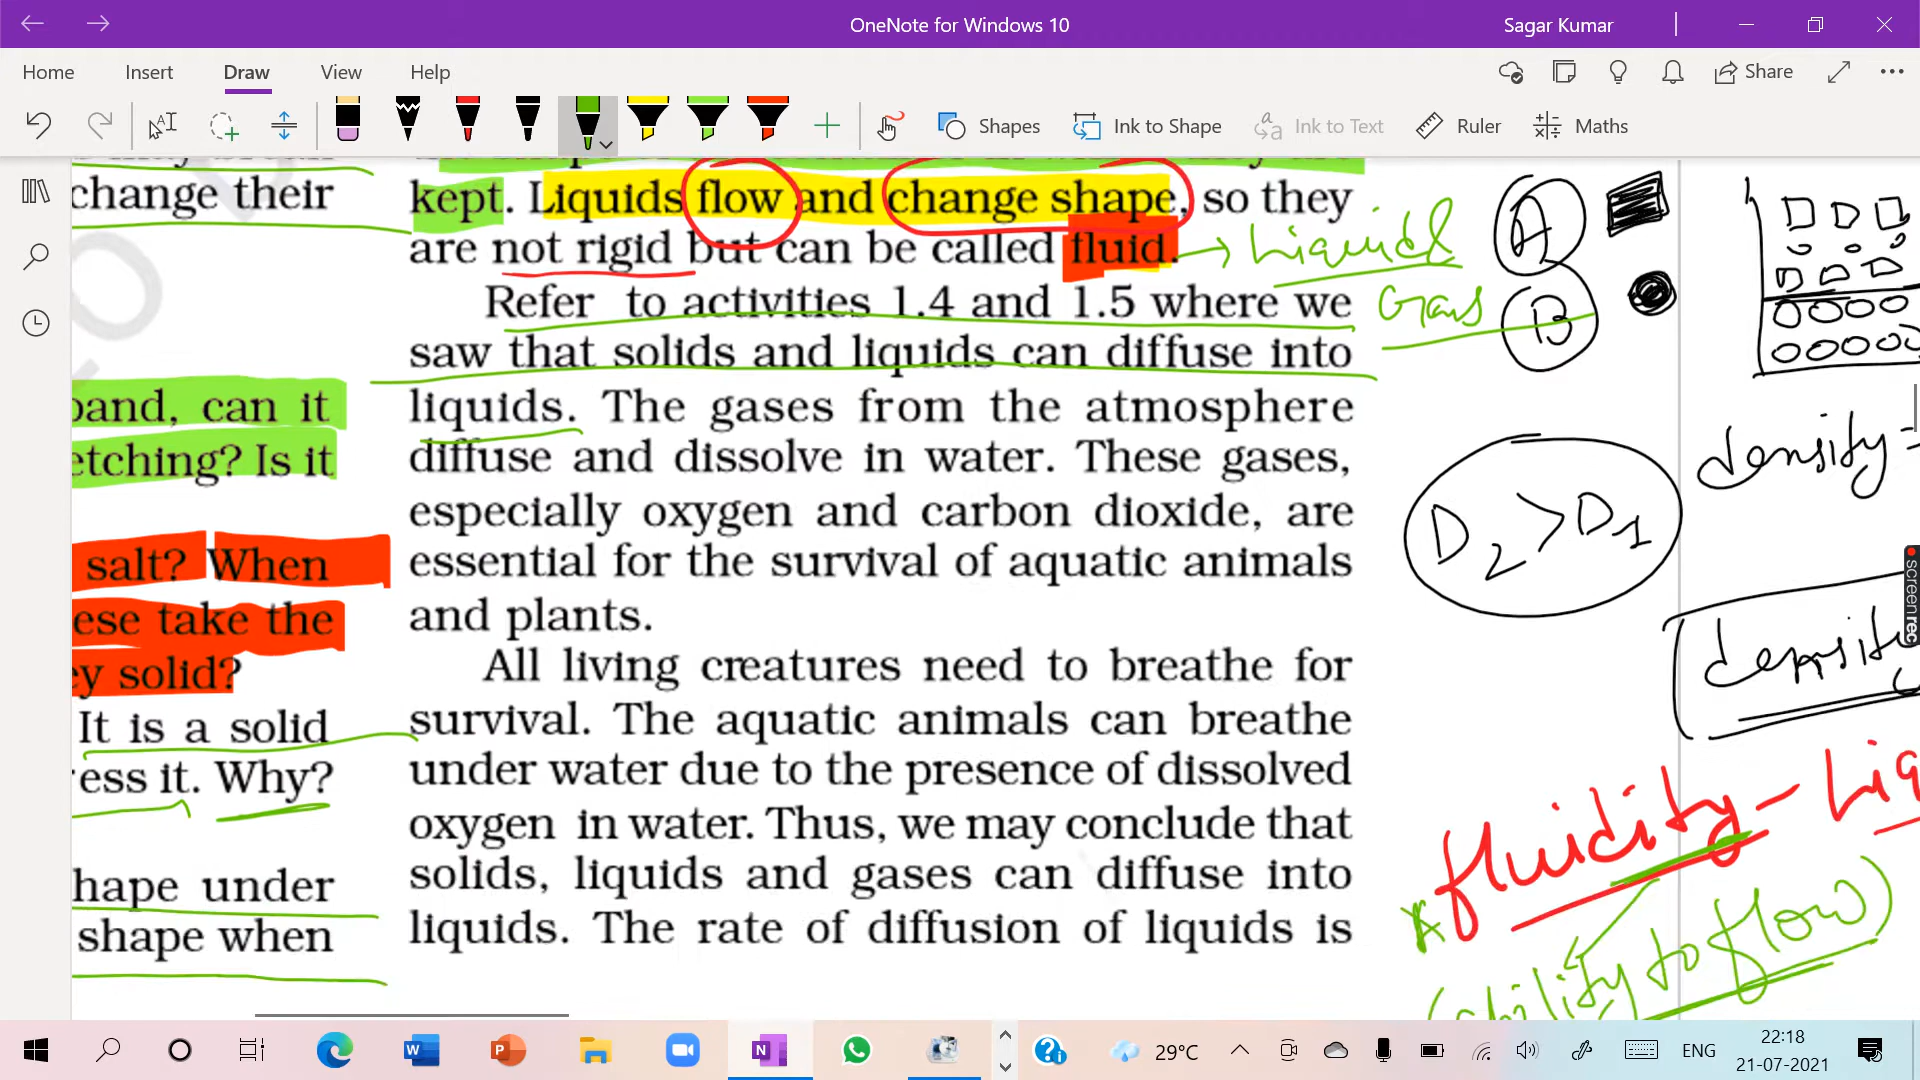 OneNote for Windows 10
Sagar Kumar
Home Insert Draw View Help
Share
Shapes Ink to Shape Ink to Text Ruler Maths
change their
band, can it
etching? Is it
salt? When
ese take the
ey solid?
It is a solid
ress it. Why?
hape under
shape when
kept. Liquids flow and change shape, so they
are not rigid but can be called fluid.
Refer to activities 1.4 and 1.5 where we
saw that solids and liquids can diffuse into
liquids. The gases from the atmosphere
diffuse and dissolve in water. These gases,
especially oxygen and carbon dioxide, are
essential for the survival of aquatic animals
and plants.
All living creatures need to breathe for
survival. The aquatic animals can breathe
under water due to the presence of dissolved
oxygen in water. Thus, we may conclude that
solids, liquids and gases can diffuse into
liquids. The rate of diffusion of liquids is
→ Liquid
Gas
A
B
D2 > D1
density =
densit
fluidity - Liq
(ability to flow)
screenrec
29°C
ENG
22:18
21-07-2021